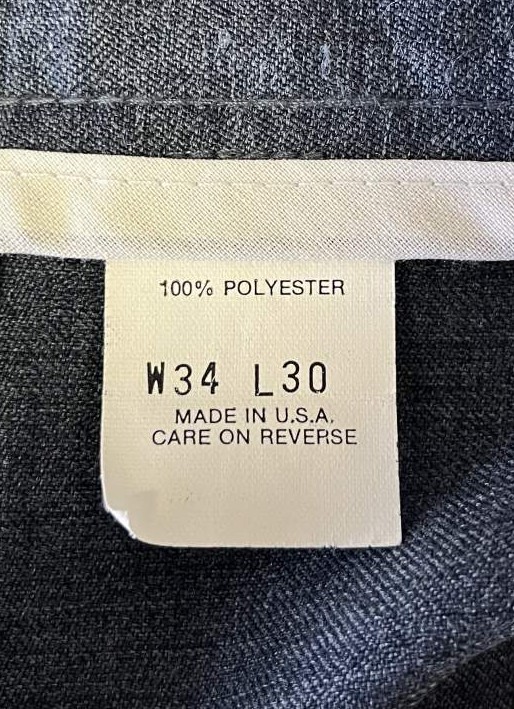 100% POLYESTER
W34 L30
MADE IN U.S.A.
CARE ON REVERSE